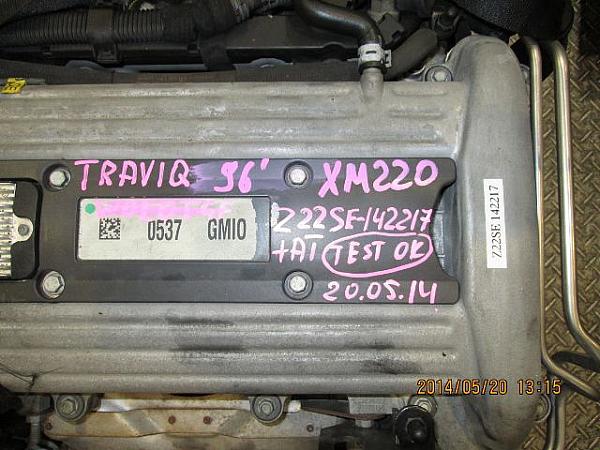 TRAVIQ 96' XM220
0537 GMIO
Z22SE-142217
+AT TEST OK
20.05.14
Z22SE 142217
2014/05/20 13:15